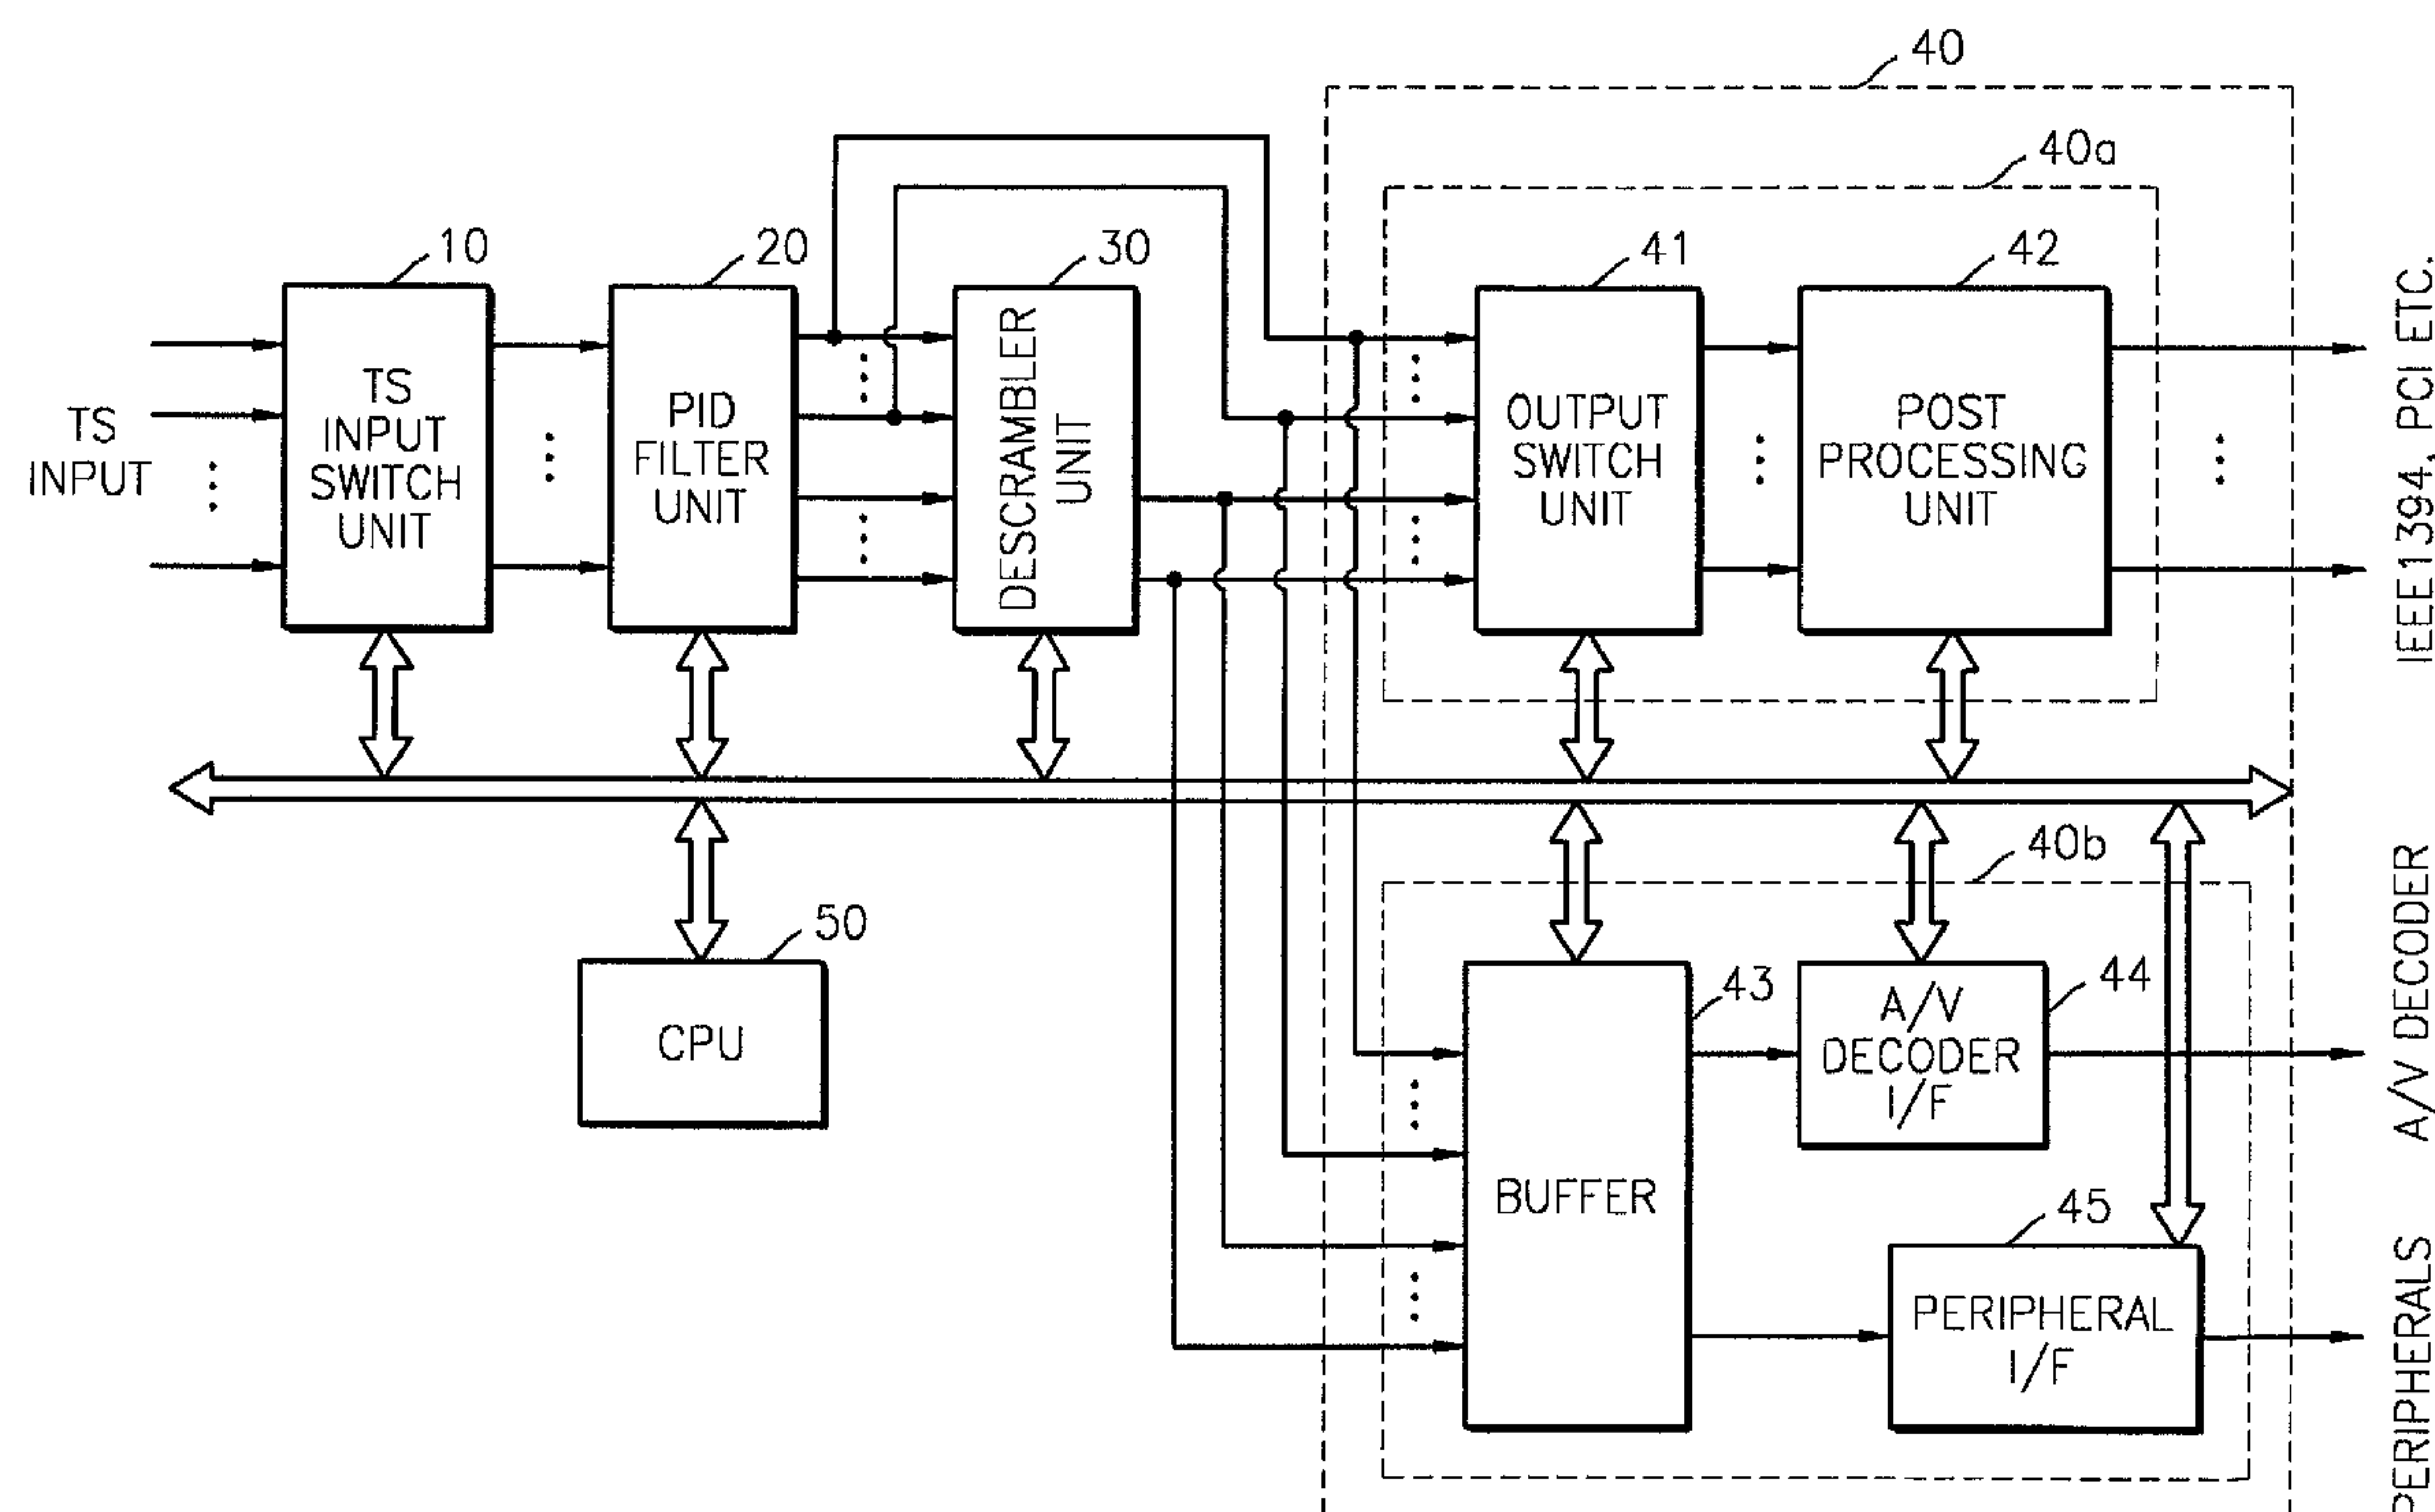 40
40a
10
20
30
41
42
TS
INPUT
TS
INPUT
SWITCH
UNIT
PID
FILTER
UNIT
DESCRAMBLER
UNIT
OUTPUT
SWITCH
UNIT
POST
PROCESSING
UNIT
IEEE1394, PCI ETC.
40b
50
CPU
43
BUFFER
44
A/V
DECODER
I/F
A/V DECODER
45
PERIPHERAL
I/F
PERIPHERALS